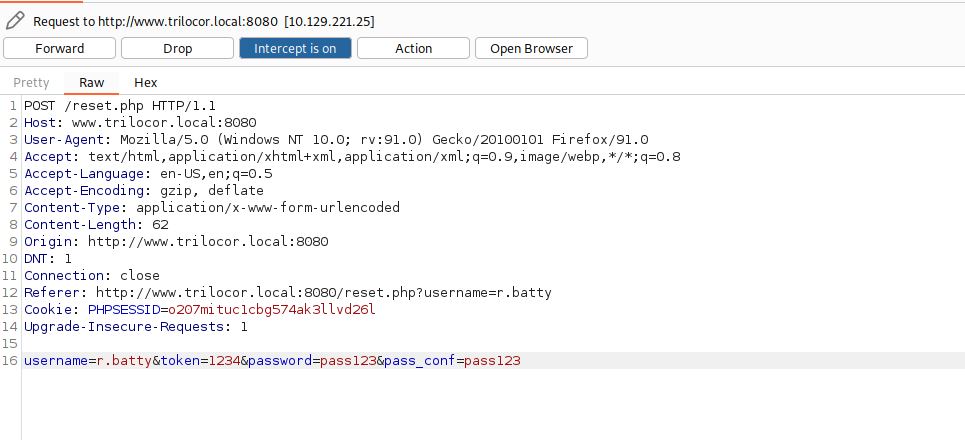 Request to http://www.trilocor.local:8080 [10.129.221.25]
Forward Drop Intercept is on Action Open Browser
Pretty Raw Hex
1 POST /reset.php HTTP/1.1
2 Host: www.trilocor.local:8080
3 User-Agent: Mozilla/5.0 (Windows NT 10.0; rv:91.0) Gecko/20100101 Firefox/91.0
4 Accept: text/html,application/xhtml+xml,application/xml;q=0.9,image/webp,*/*;q=0.8
5 Accept-Language: en-US,en;q=0.5
6 Accept-Encoding: gzip, deflate
7 Content-Type: application/x-www-form-urlencoded
8 Content-Length: 62
9 Origin: http://www.trilocor.local:8080
10 DNT: 1
11 Connection: close
12 Referer: http://www.trilocor.local:8080/reset.php?username=r.batty
13 Cookie: PHPSESSID=o207mituc1cbg574ak3llvd26l
14 Upgrade-Insecure-Requests: 1
15
16 username=r.batty&token=1234&password=pass123&pass_conf=pass123